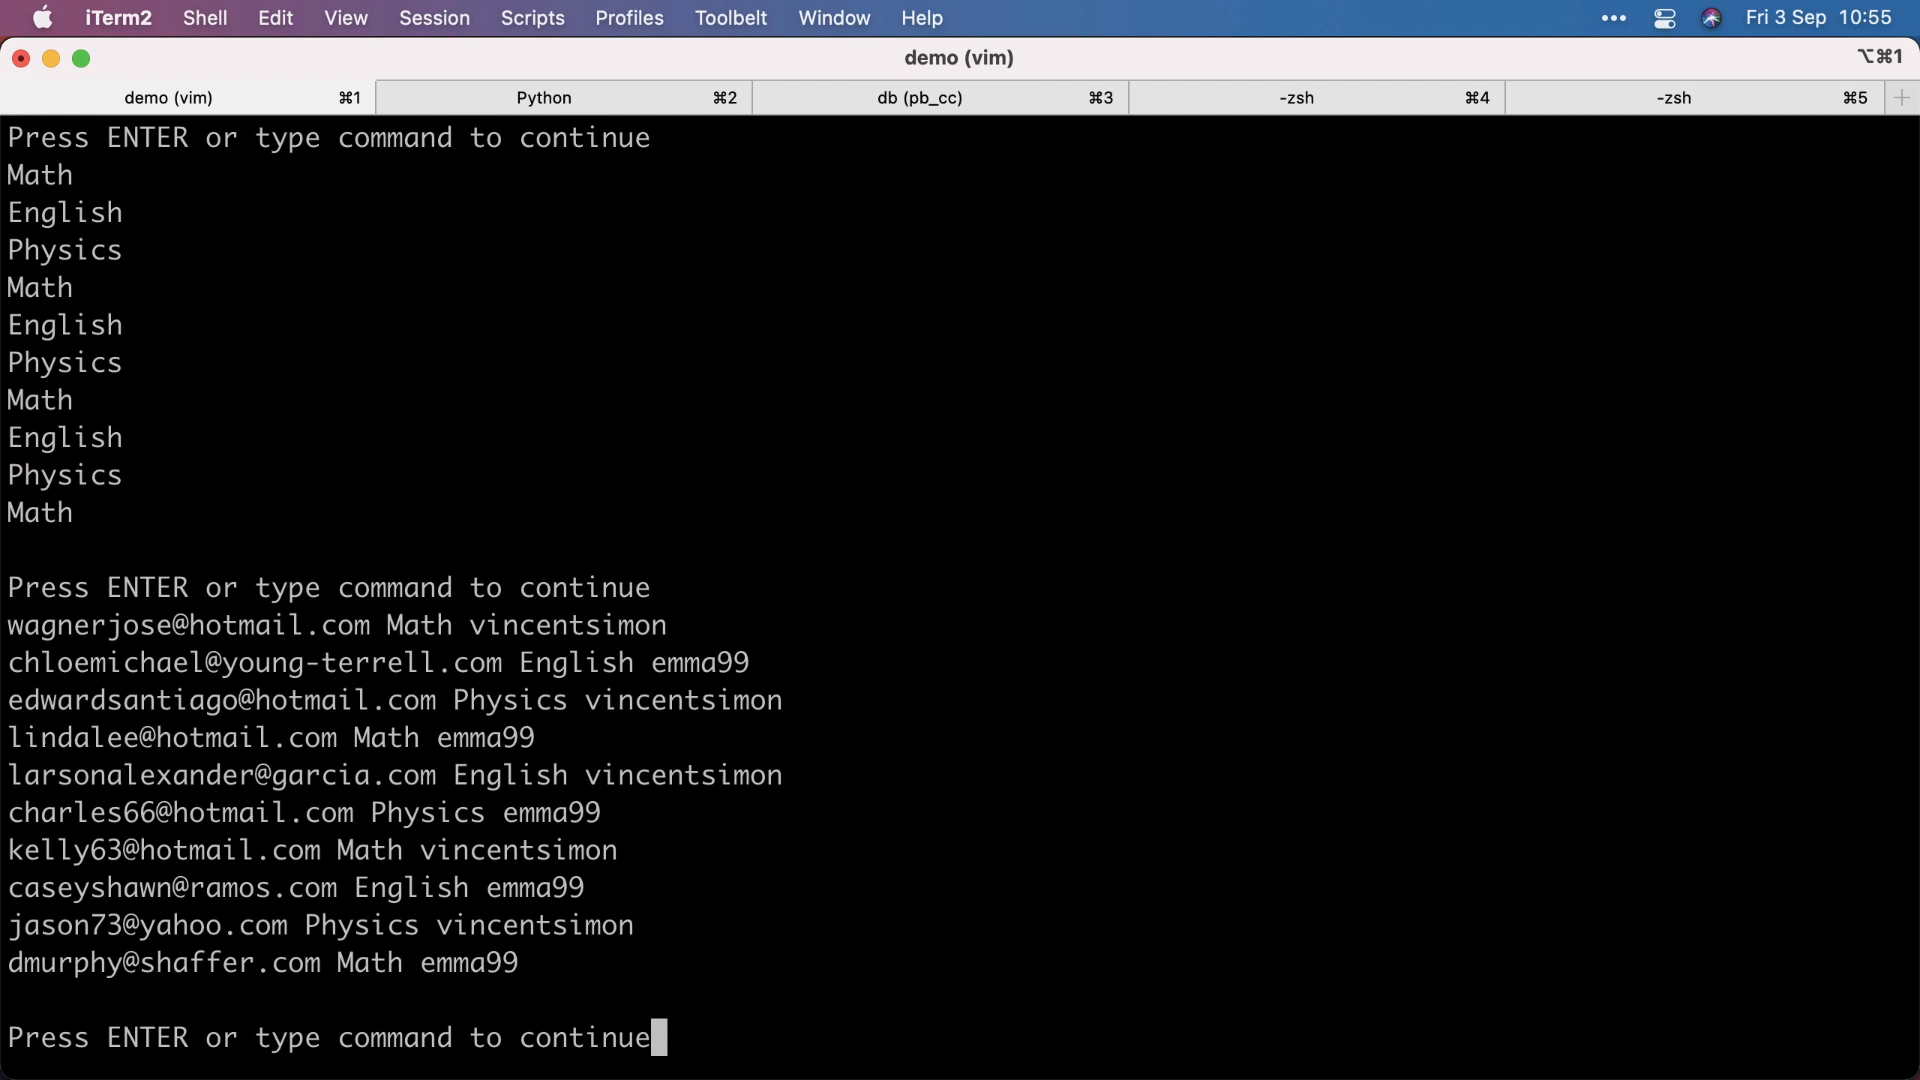 iTerm2 Shell Edit View Session Scripts Profiles Toolbelt Window Help ••• Fri 3 Sep 10:55
demo (vim) ⌥⌘1
demo (vim) ⌘1 Python ⌘2 db (pb_cc) ⌘3 -zsh ⌘4 -zsh ⌘5 +
Press ENTER or type command to continue
Math
English
Physics
Math
English
Physics
Math
English
Physics
Math
Press ENTER or type command to continue
wagnerjose@hotmail.com Math vincentsimon
chloemichael@young-terrell.com English emma99
edwardsantiago@hotmail.com Physics vincentsimon
lindalee@hotmail.com Math emma99
larsonalexander@garcia.com English vincentsimon
charles66@hotmail.com Physics emma99
kelly63@hotmail.com Math vincentsimon
caseyshawn@ramos.com English emma99
jason73@yahoo.com Physics vincentsimon
dmurphy@shaffer.com Math emma99
Press ENTER or type command to continue